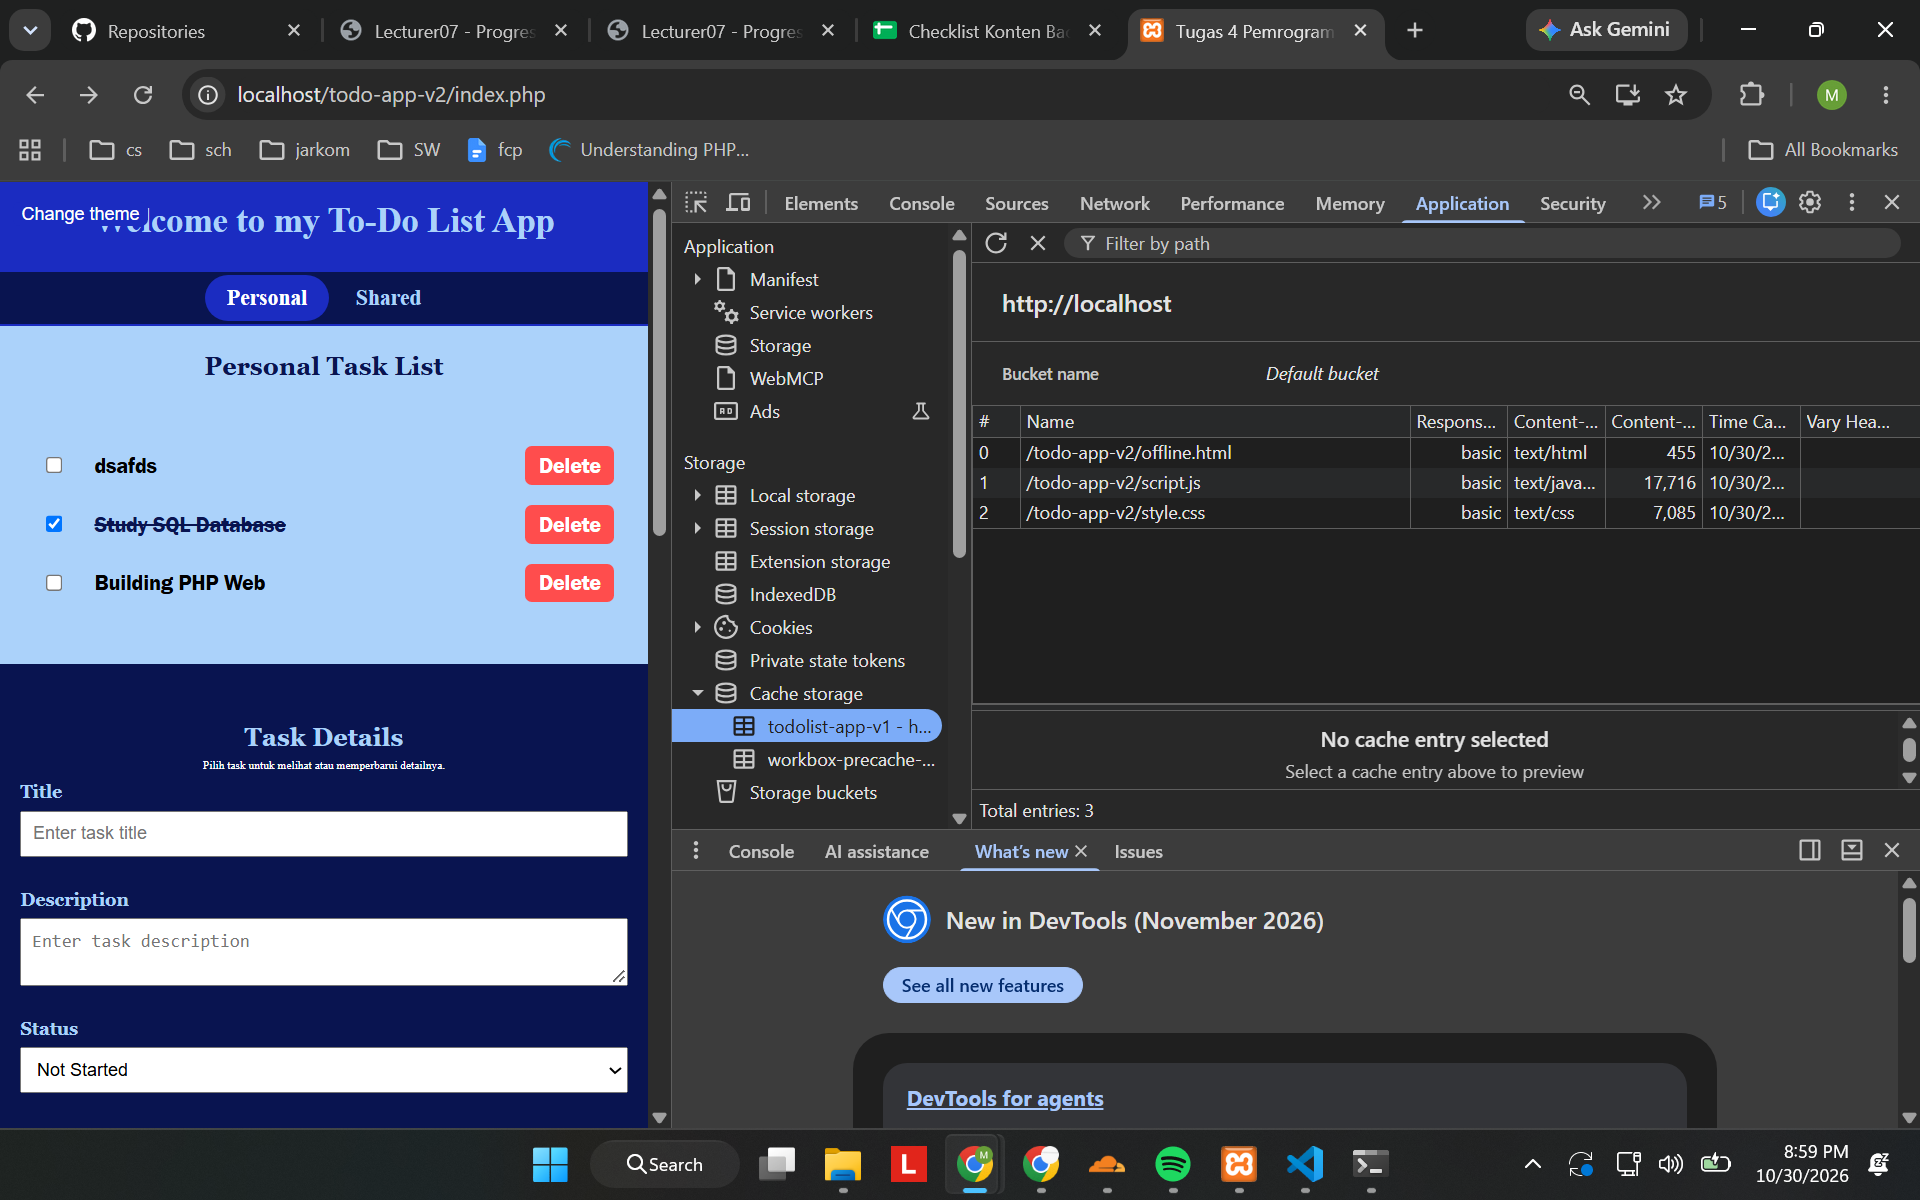 Repositories
Lecturer07 - Progres
Lecturer07 - Progres
Checklist Konten Ba
Tugas 4 Pemrogram
Ask Gemini
localhost/todo-app-v2/index.php
M
cs
sch
jarkom
SW
fcp
Understanding PHP...
All Bookmarks
Change theme
Welcome to my To-Do List App
Personal
Shared
Personal Task List
dsafds
Delete
Study SQL Database
Delete
Building PHP Web
Delete
Task Details
Pilih task untuk melihat atau memperbarui detailnya.
Title
Enter task title
Description
Enter task description
Status
Not Started
Elements
Console
Sources
Network
Performance
Memory
Application
Security
5
Application
Manifest
Service workers
Storage
WebMCP
Ads
Storage
Local storage
Session storage
Extension storage
IndexedDB
Cookies
Private state tokens
Cache storage
todolist-app-v1 - h...
workbox-precache-...
Storage buckets
Filter by path
http://localhost
Bucket name Default bucket
# Name Respons... Content-... Content-... Time Ca... Vary Hea...
0 /todo-app-v2/offline.html basic text/html 455 10/30/2...
1 /todo-app-v2/script.js basic text/java... 17,716 10/30/2...
2 /todo-app-v2/style.css basic text/css 7,085 10/30/2...
No cache entry selected
Select a cache entry above to preview
Total entries: 3
Console
AI assistance
What's new
Issues
New in DevTools (November 2026)
See all new features
DevTools for agents
Search
L
M
8:59 PM
10/30/2026